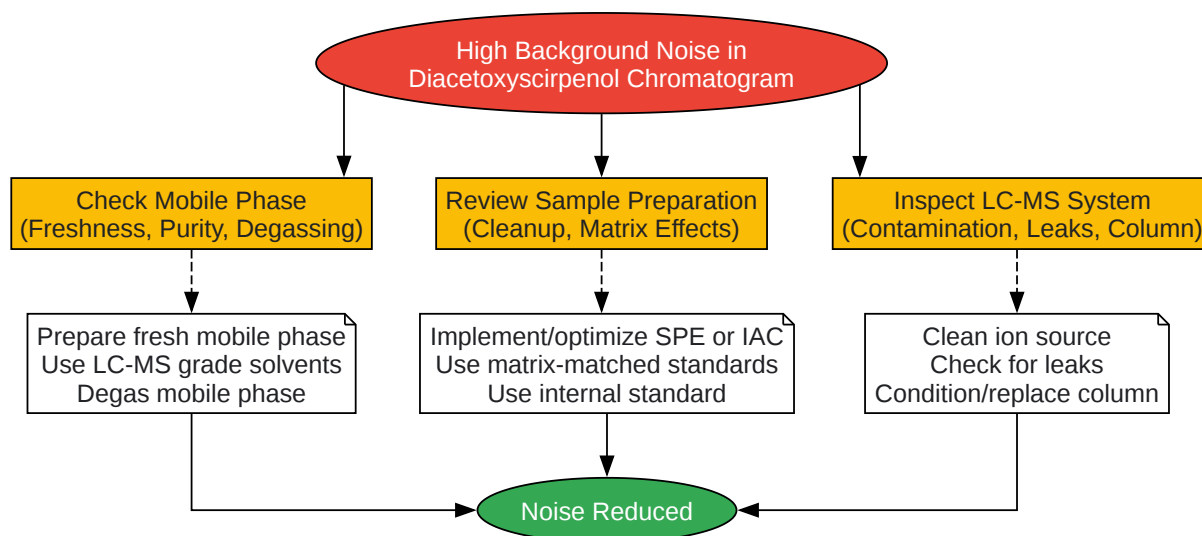 High Background Noise in
Diacetoxyscirpenol Chromatogram
Check Mobile Phase
(Freshness, Purity, Degassing)
Review Sample Preparation
(Cleanup, Matrix Effects)
Inspect LC-MS System
(Contamination, Leaks, Column)
Prepare fresh mobile phase
Use LC-MS grade solvents
Degas mobile phase
Implement/optimize SPE or IAC
Use matrix-matched standards
Use internal standard
Clean ion source
Check for leaks
Condition/replace column
Noise Reduced